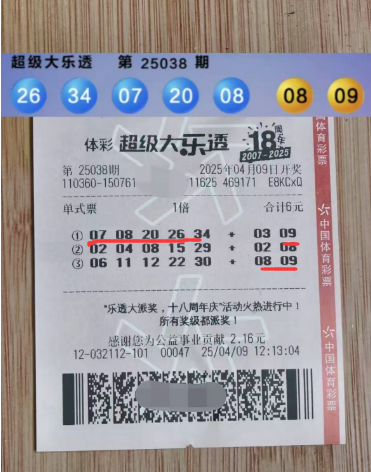 超级大乐透 第 25038 期
26 34 07 20 08 08 09
体彩 超级大乐透 18周年 2007-2025
第 25038期 2025年04月09日开奖
110360-150761 11625 469171 E8KCxQ
单式票 1倍 合计6元
① 07 08 20 26 34 + 03 09
② 02 04 08 15 29 + 02 08
③ 06 11 12 22 30 + 08 09
“乐透大派奖，十八周年庆”活动火热进行中！
所有奖级都派奖！
感谢您为公益事业贡献 2.16元
12-032112-101 00047 25/04/09 12:13:04
体育彩票
中国体育彩票
中国体育彩票